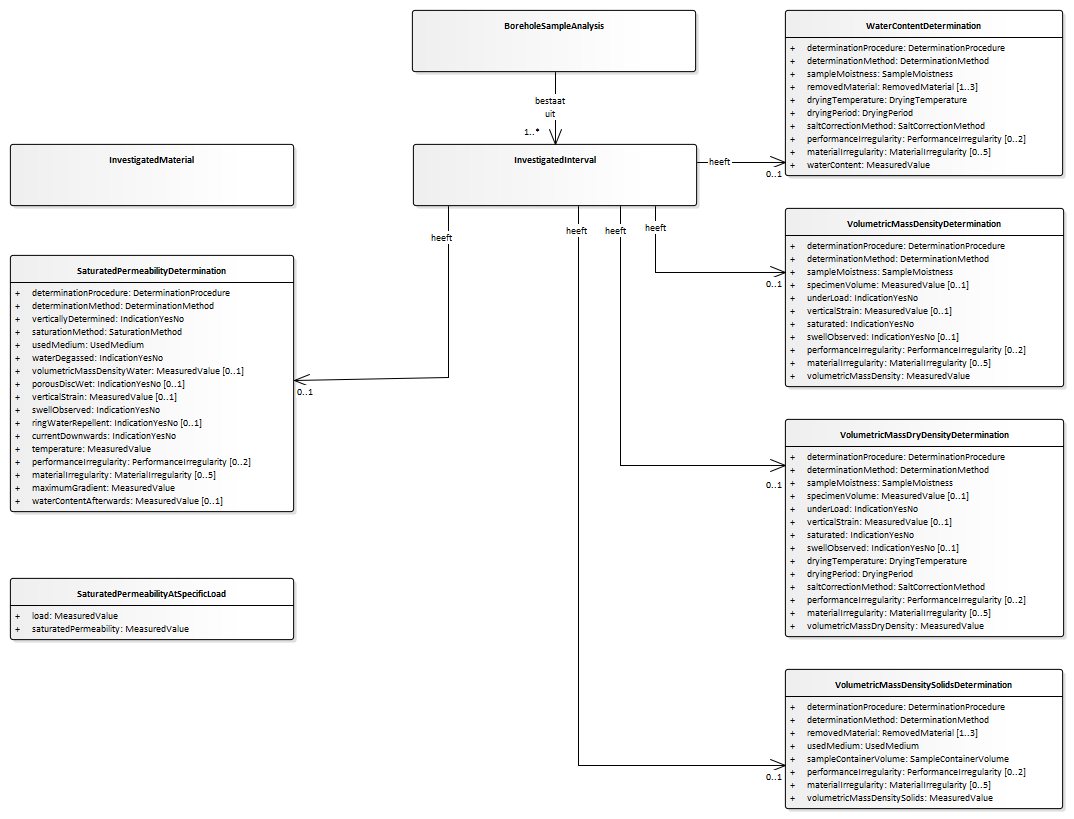 BoreholeSampleAnalysis
bestaat
uit
1..*
InvestigatedMaterial
InvestigatedInterval
heeft
0..1
heeft
heeft
heeft
heeft
WaterContentDetermination
+ determinationProcedure: DeterminationProcedure
+ determinationMethod: DeterminationMethod
+ sampleMoistness: SampleMoistness
+ removedMaterial: RemovedMaterial [1..3]
+ dryingTemperature: DryingTemperature
+ dryingPeriod: DryingPeriod
+ saltCorrectionMethod: SaltCorrectionMethod
+ performanceIrregularity: PerformanceIrregularity [0..2]
+ materialIrregularity: MaterialIrregularity [0..5]
+ waterContent: MeasuredValue
VolumetricMassDensityDetermination
+ determinationProcedure: DeterminationProcedure
+ determinationMethod: DeterminationMethod
+ sampleMoistness: SampleMoistness
+ specimenVolume: MeasuredValue [0..1]
+ underLoad: IndicationYesNo
+ verticalStrain: MeasuredValue [0..1]
+ saturated: IndicationYesNo
+ swellObserved: IndicationYesNo [0..1]
+ performanceIrregularity: PerformanceIrregularity [0..2]
+ materialIrregularity: MaterialIrregularity [0..5]
+ volumetricMassDensity: MeasuredValue
0..1
SaturatedPermeabilityDetermination
+ determinationProcedure: DeterminationProcedure
+ determinationMethod: DeterminationMethod
+ verticallyDetermined: IndicationYesNo
+ saturationMethod: SaturationMethod
+ usedMedium: UsedMedium
+ waterDegassed: IndicationYesNo
+ volumetricMassDensityWater: MeasuredValue [0..1]
+ porousDiscWet: IndicationYesNo [0..1]
+ verticalStrain: MeasuredValue [0..1]
+ swellObserved: IndicationYesNo
+ ringWaterRepellent: IndicationYesNo [0..1]
+ currentDownwards: IndicationYesNo
+ temperature: MeasuredValue
+ performanceIrregularity: PerformanceIrregularity [0..2]
+ materialIrregularity: MaterialIrregularity [0..5]
+ maximumGradient: MeasuredValue
+ waterContentAfterwards: MeasuredValue [0..1]
0..1
VolumetricMassDryDensityDetermination
+ determinationProcedure: DeterminationProcedure
+ determinationMethod: DeterminationMethod
+ sampleMoistness: SampleMoistness
+ specimenVolume: MeasuredValue [0..1]
+ underLoad: IndicationYesNo
+ verticalStrain: MeasuredValue [0..1]
+ saturated: IndicationYesNo
+ swellObserved: IndicationYesNo [0..1]
+ dryingTemperature: DryingTemperature
+ dryingPeriod: DryingPeriod
+ saltCorrectionMethod: SaltCorrectionMethod
+ performanceIrregularity: PerformanceIrregularity [0..2]
+ materialIrregularity: MaterialIrregularity [0..5]
+ volumetricMassDryDensity: MeasuredValue
0..1
SaturatedPermeabilityAtSpecificLoad
+ load: MeasuredValue
+ saturatedPermeability: MeasuredValue
VolumetricMassDensitySolidsDetermination
+ determinationProcedure: DeterminationProcedure
+ determinationMethod: DeterminationMethod
+ removedMaterial: RemovedMaterial [1..3]
+ usedMedium: UsedMedium
+ sampleContainerVolume: SampleContainerVolume
+ performanceIrregularity: PerformanceIrregularity [0..2]
+ materialIrregularity: MaterialIrregularity [0..5]
+ volumetricMassDensitySolids: MeasuredValue
0..1